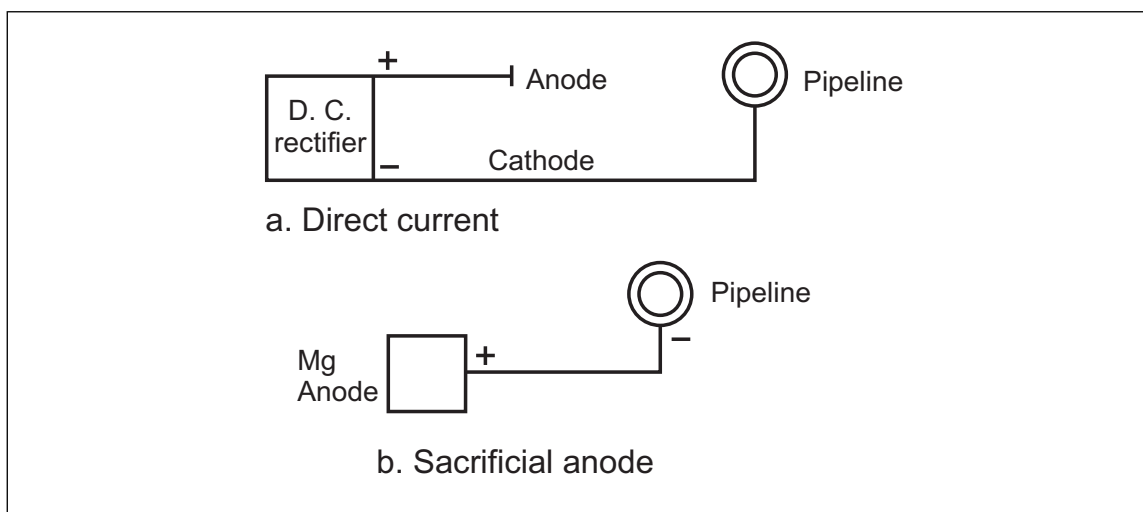 +
Anode
Pipeline
D. C.
rectifier
Cathode
−
a. Direct current
Pipeline
−
+
Mg
Anode
b. Sacrificial anode